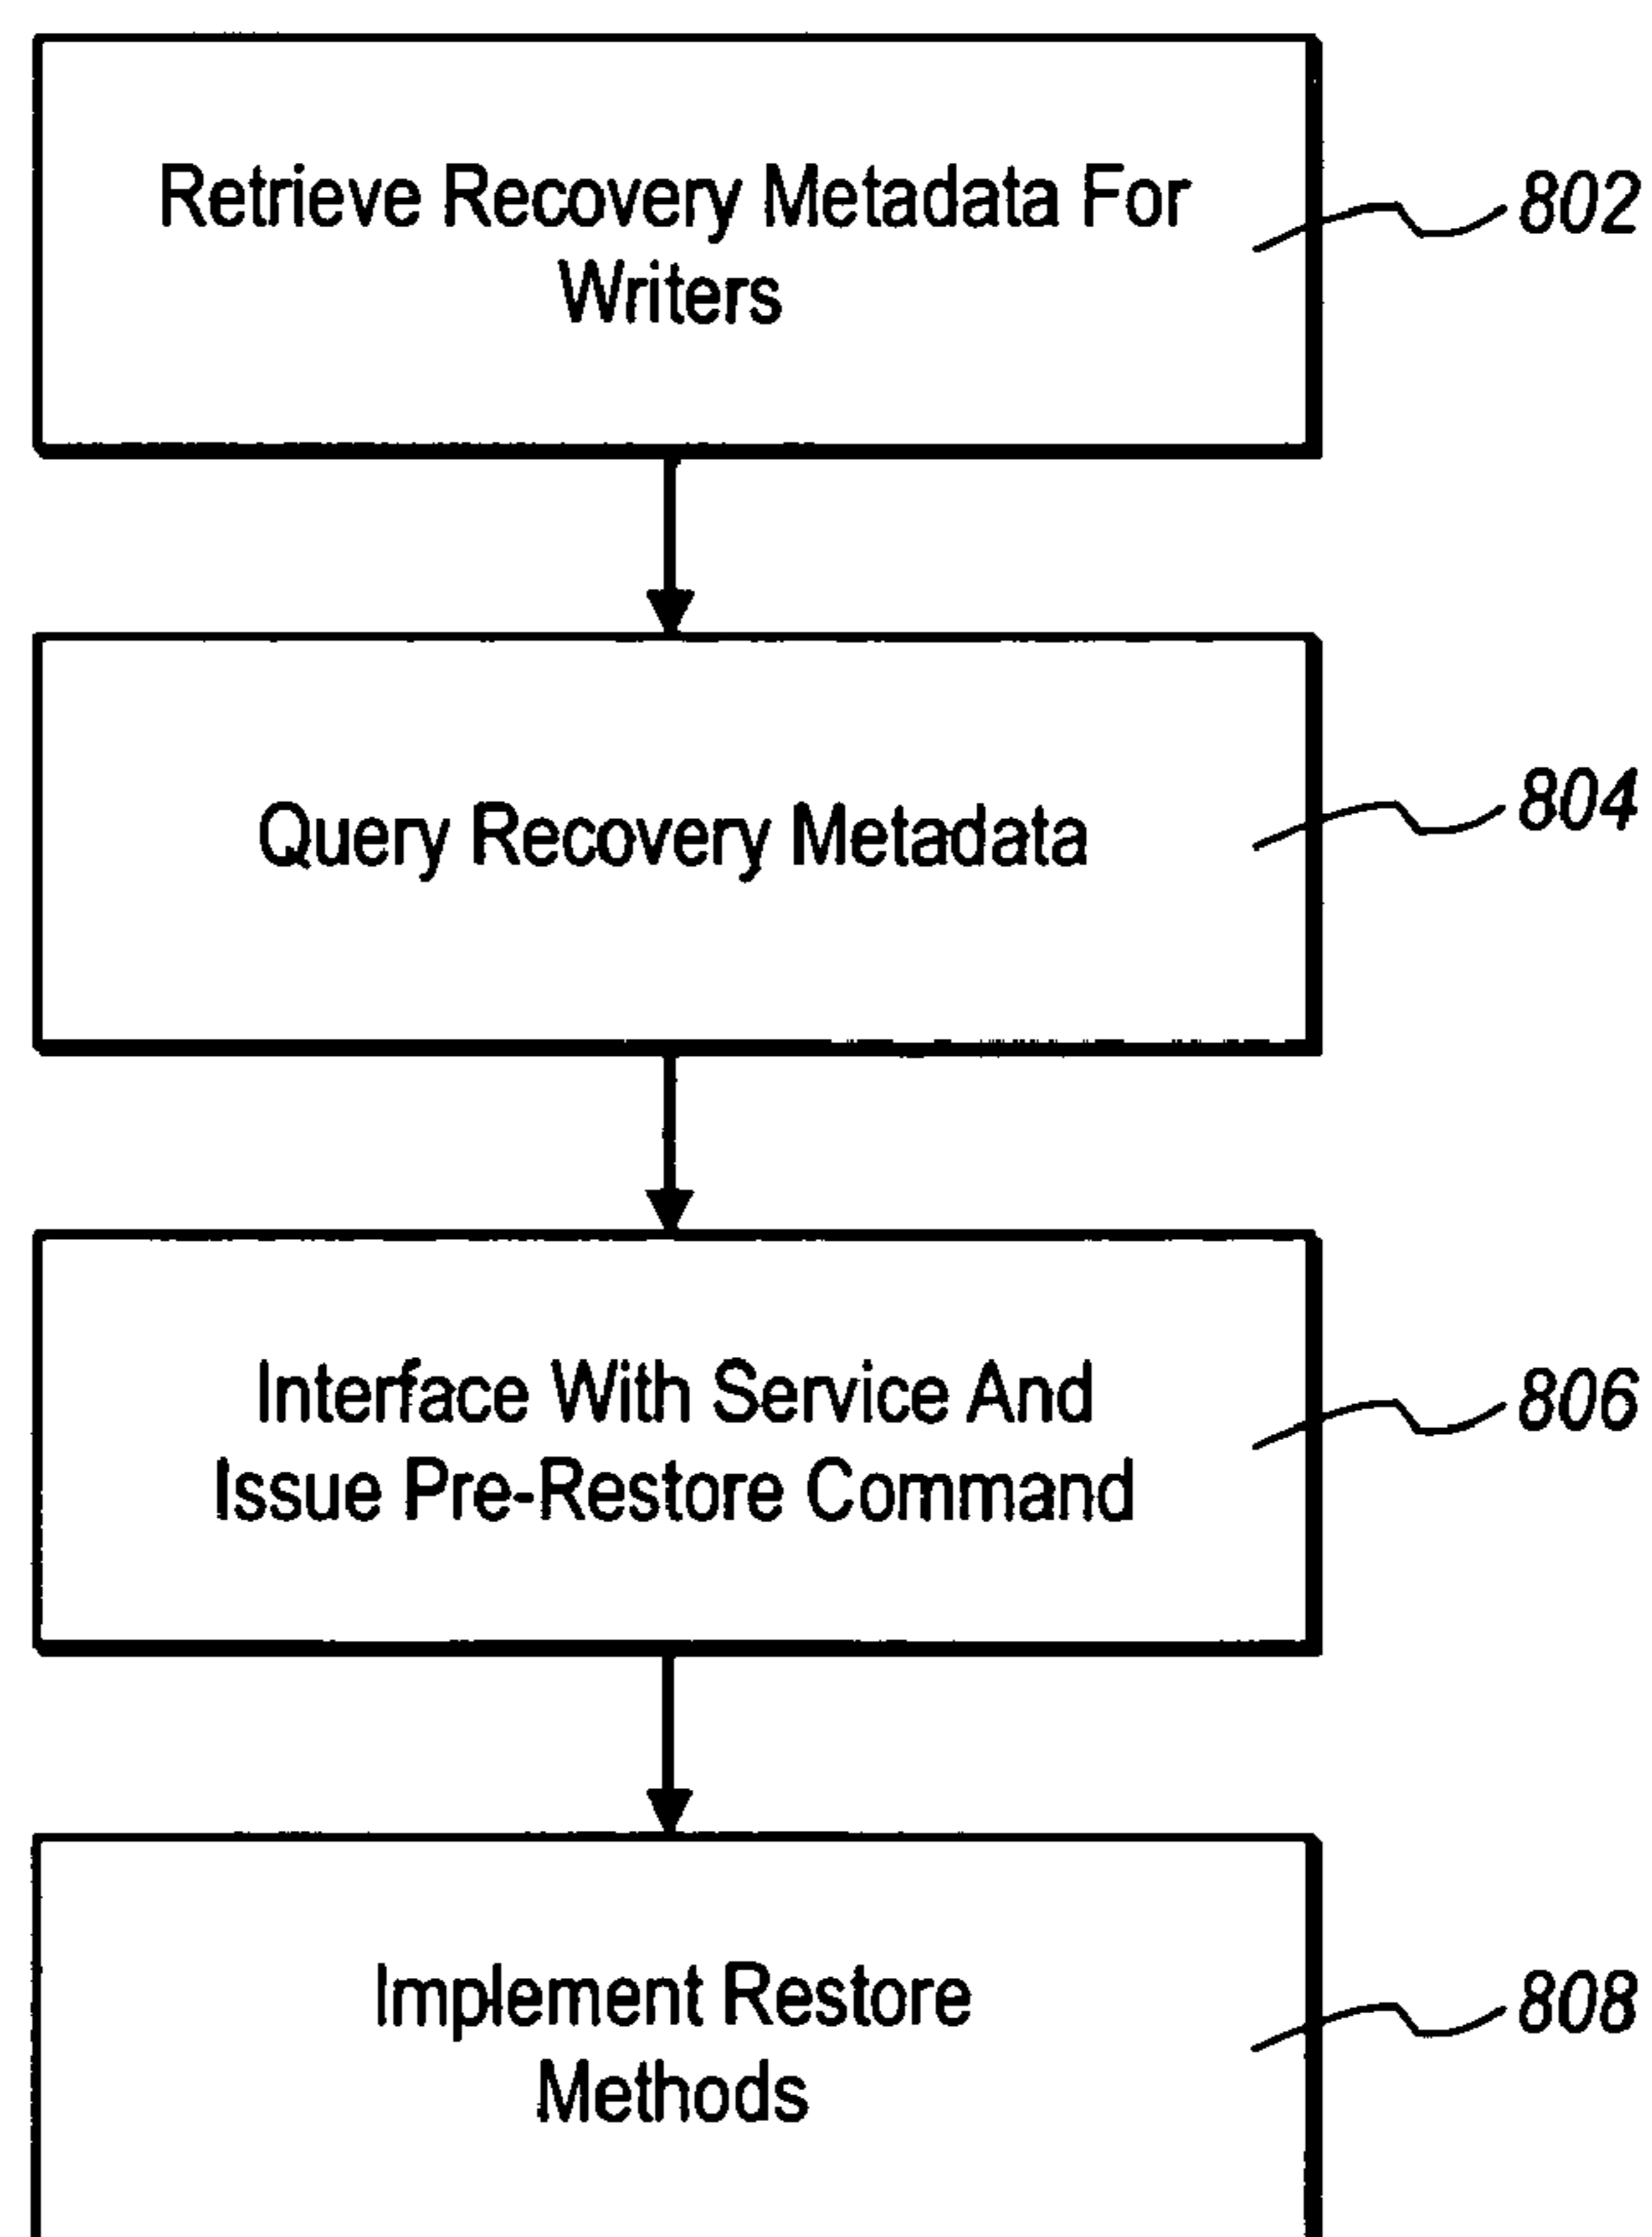 Retrieve Recovery Metadata For
Writers
802
Query Recovery Metadata
804
Interface With Service And
Issue Pre-Restore Command
806
Implement Restore
Methods
808